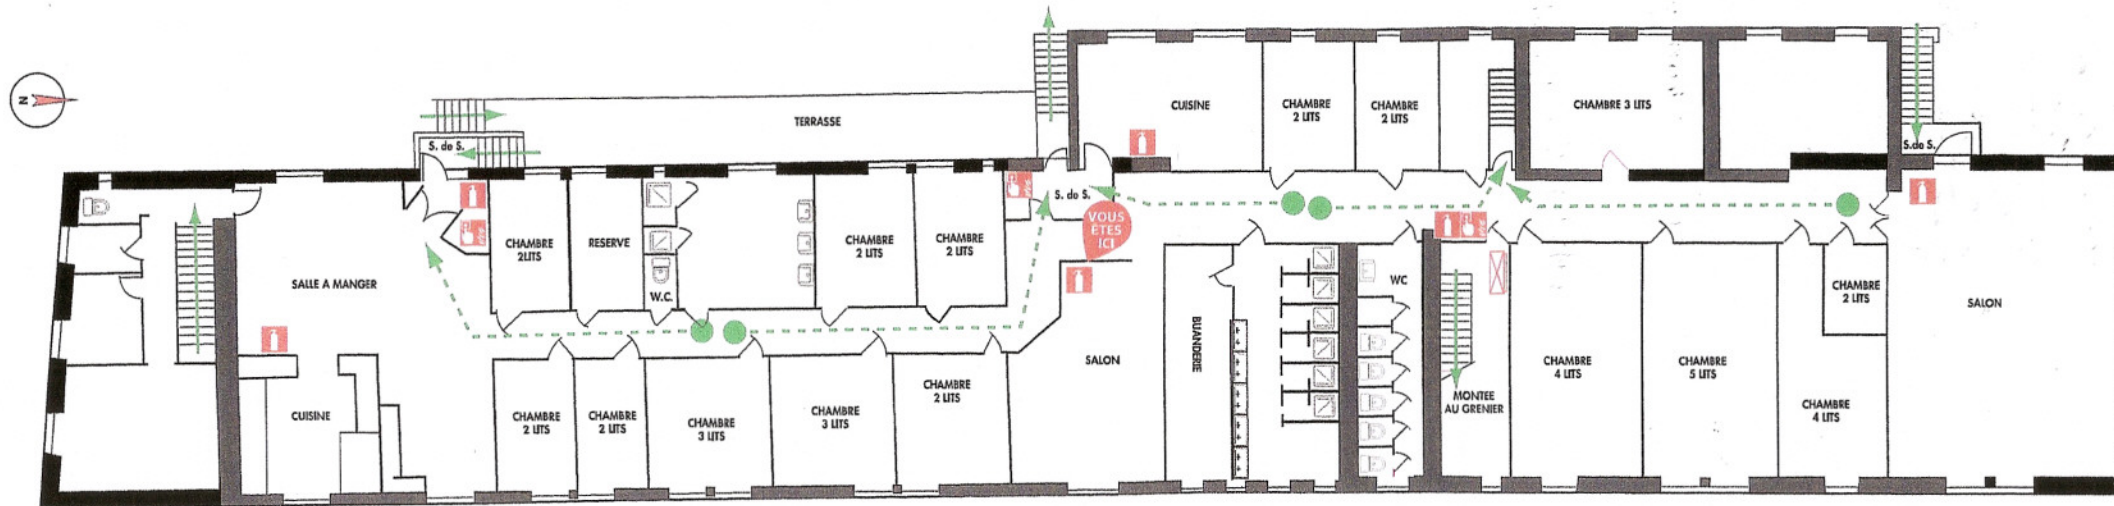 N
TERRASSE
S. de S.
SALLE A MANGER
CUISINE
CHAMBRE
2LITS
RESERVE
W.C.
CHAMBRE
2 LITS
CHAMBRE
2 LITS
CHAMBRE
2 LITS
CHAMBRE
2 LITS
CHAMBRE
3 LITS
CHAMBRE
3 LITS
CHAMBRE
2 LITS
S. de S.
VOUS
ÊTES
ICI
SALON
CUISINE
CHAMBRE
2 LITS
CHAMBRE
2 LITS
CHAMBRE 3 LITS
S.de S.
BUANDERIE
WC
MONTEE
AU GRENIER
CHAMBRE
4 LITS
CHAMBRE
5 LITS
CHAMBRE
2 LITS
CHAMBRE
4 LITS
SALON